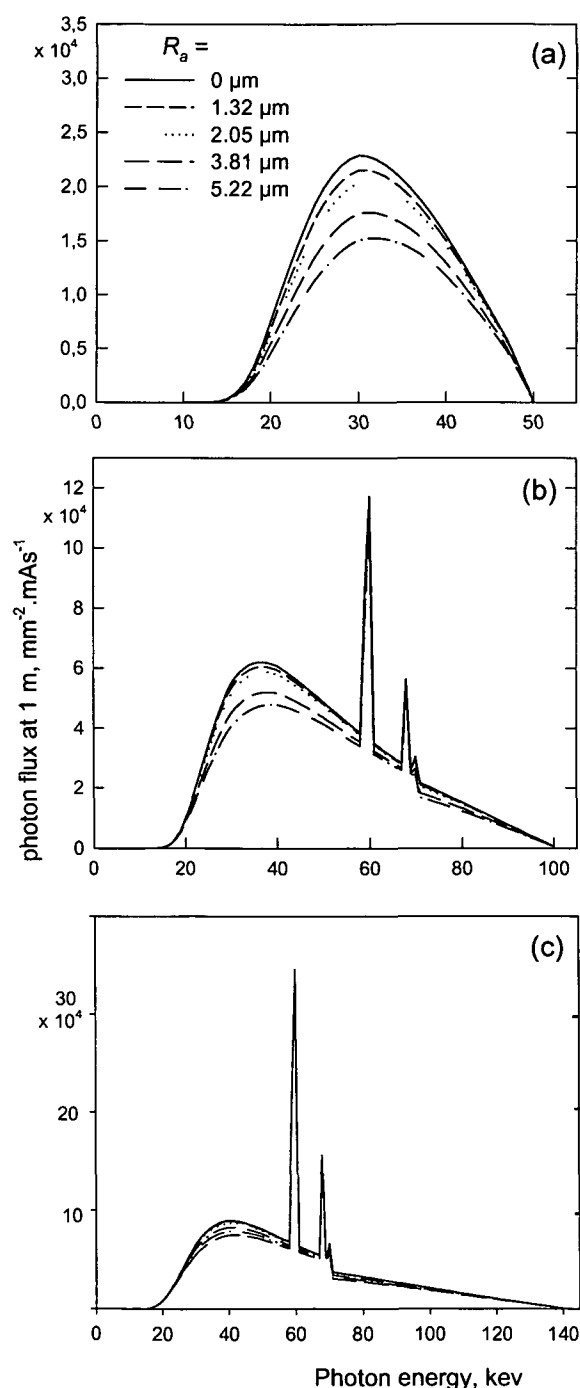 3,5
x 10⁴
3,0
2,5
2,0
1,5
1,0
0,5
0,0
R_a =
0 µm
1.32 µm
2.05 µm
3.81 µm
5.22 µm
(a)
0 10 20 30 40 50
photon flux at 1 m, mm⁻².mAs⁻¹
12
x 10⁴
10
8
6
4
2
0
(b)
0 20 40 60 80 100
30
x 10⁴
20
10
(c)
0 20 40 60 80 100 120 140
Photon energy, kev